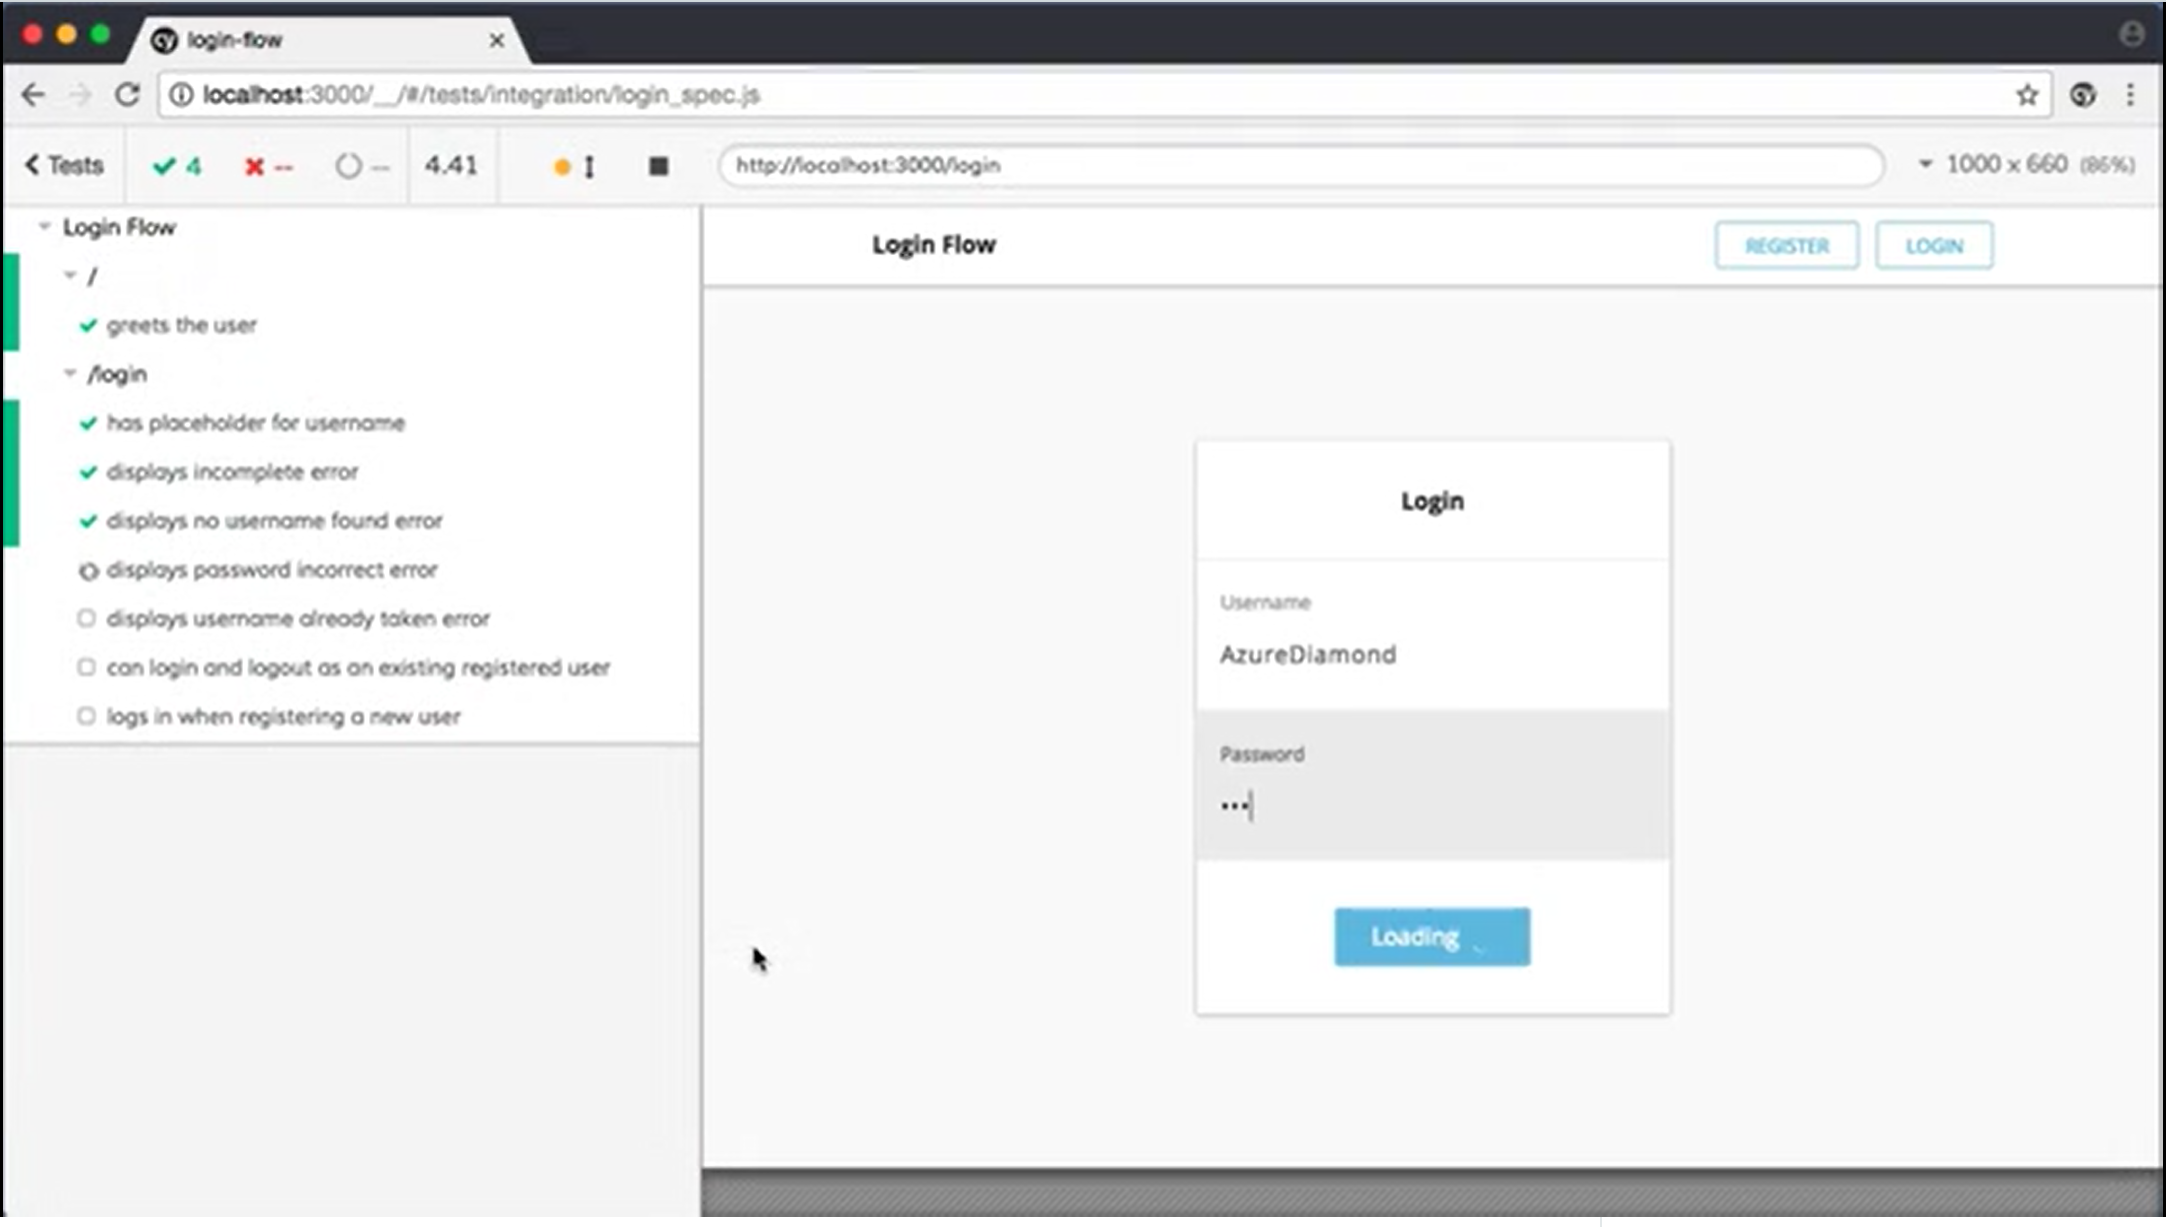 login-flow
localhost:3000/__/#/tests/integration/login_spec.js
Tests 4 -- -- 4.41 http://localhost:3000/login 1000 x 660 (86%)
Login Flow
/
greets the user
/login
has placeholder for username
displays incomplete error
displays no username found error
displays password incorrect error
displays username already taken error
can login and logout as an existing registered user
logs in when registering a new user
Login Flow REGISTER LOGIN
Login
Username
AzureDiamond
Password
•••
Loading